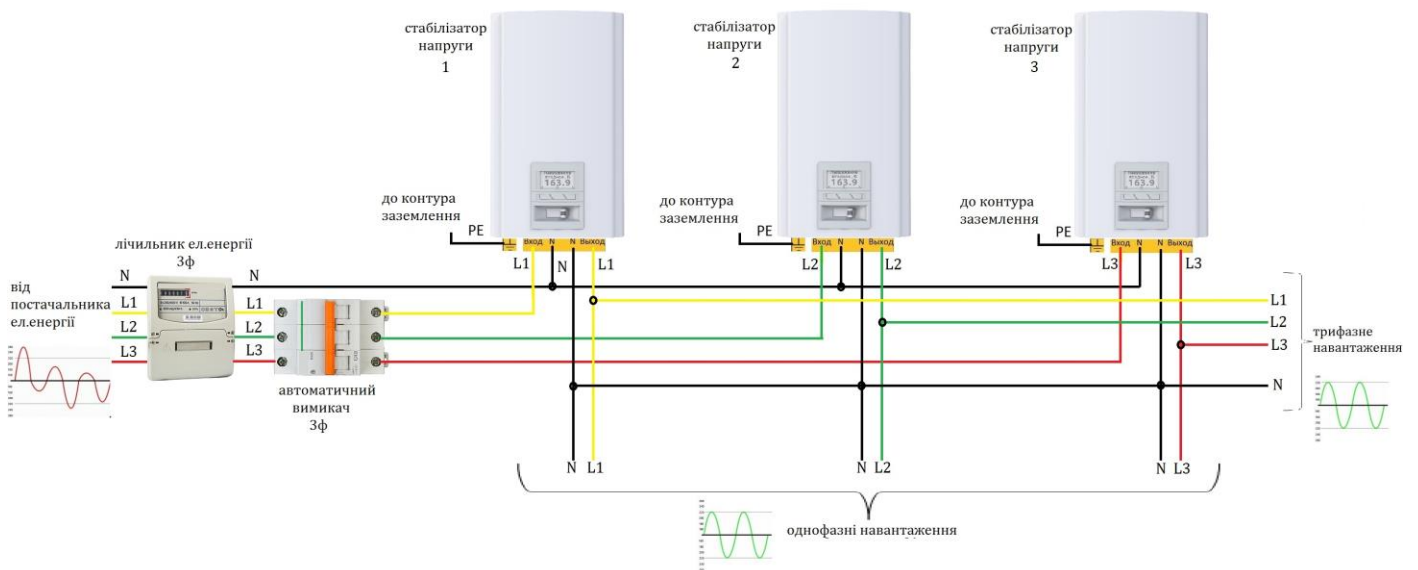 стабілізатор
напруги
1
стабілізатор
напруги
2
стабілізатор
напруги
3
163.9
163.9
163.9
до контура
заземлення
PE
Вход N N Выход
до контура
заземлення
PE
Вход N N Выход
до контура
заземлення
PE
Вход N N Выход
L1 N L1
L2 L2
L3 L3
лічильник ел.енергії
3ф
від
постачальника
ел.енергії
N N
L1 L1
L2 L2
L3 L3
автоматичний
вимикач
3ф
L1
L2
L3
N
трифазне
навантаження
N L1
N L2
N L3
однофазні навантаження